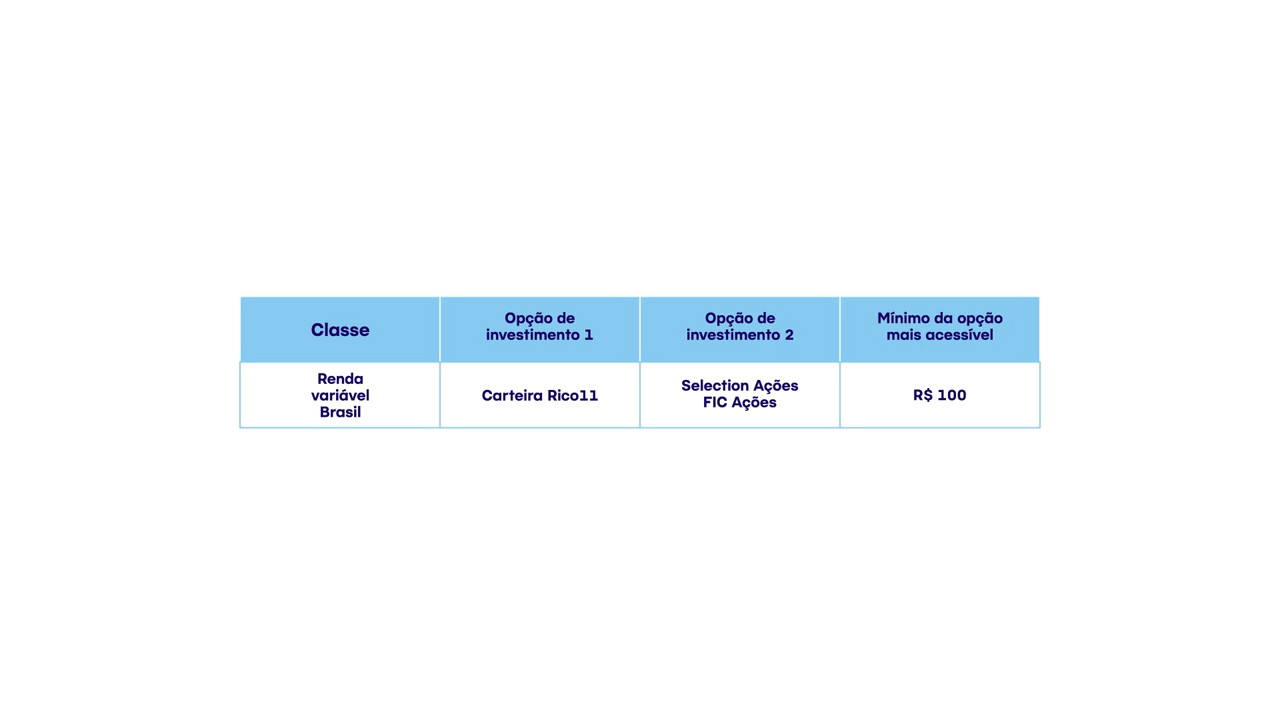 Classe
Opção de
investimento 1
Opção de
investimento 2
Mínimo da opção
mais acessível
Renda
variável
Brasil
Carteira Rico11
Selection Ações
FIC Ações
R$ 100